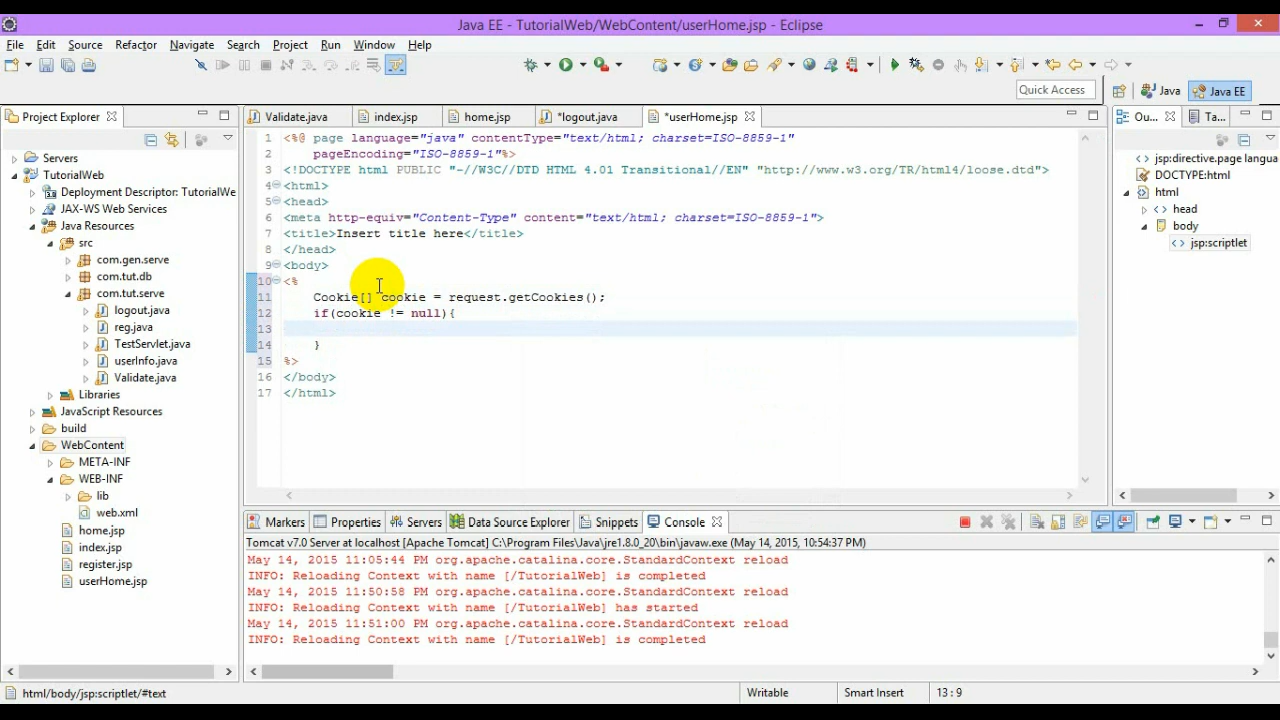 Java EE - TutorialWeb/WebContent/userHome.jsp - Eclipse
File Edit Source Refactor Navigate Search Project Run Window Help
Quick Access Java Java EE
Project Explorer
Validate.java index.jsp home.jsp *logout.java *userHome.jsp
Ou... Ta...
Servers
TutorialWeb
Deployment Descriptor: TutorialWe
JAX-WS Web Services
Java Resources
src
com.gen.serve
com.tut.db
com.tut.serve
logout.java
reg.java
TestServlet.java
userInfo.java
Validate.java
Libraries
JavaScript Resources
build
WebContent
META-INF
WEB-INF
lib
web.xml
home.jsp
index.jsp
register.jsp
userHome.jsp
1 <%@ page language="java" contentType="text/html; charset=ISO-8859-1"
2 pageEncoding="ISO-8859-1"%>
3 <!DOCTYPE html PUBLIC "-//W3C//DTD HTML 4.01 Transitional//EN" "http://www.w3.org/TR/html4/loose.dtd">
4 <html>
5 <head>
6 <meta http-equiv="Content-Type" content="text/html; charset=ISO-8859-1">
7 <title>Insert title here</title>
8 </head>
9 <body>
10 <%
11 Cookie[] cookie = request.getCookies();
12 if(cookie != null){
13
14 }
15 %>
16 </body>
17 </html>
jsp:directive.page langua
DOCTYPE:html
html
head
body
jsp:scriptlet
Markers Properties Servers Data Source Explorer Snippets Console
Tomcat v7.0 Server at localhost [Apache Tomcat] C:\Program Files\Java\jre1.8.0_20\bin\javaw.exe (May 14, 2015, 10:54:37 PM)
May 14, 2015 11:05:44 PM org.apache.catalina.core.StandardContext reload
INFO: Reloading Context with name [/TutorialWeb] is completed
May 14, 2015 11:50:58 PM org.apache.catalina.core.StandardContext reload
INFO: Reloading Context with name [/TutorialWeb] has started
May 14, 2015 11:51:00 PM org.apache.catalina.core.StandardContext reload
INFO: Reloading Context with name [/TutorialWeb] is completed
html/body/jsp:scriptlet/#text Writable Smart Insert 13 : 9